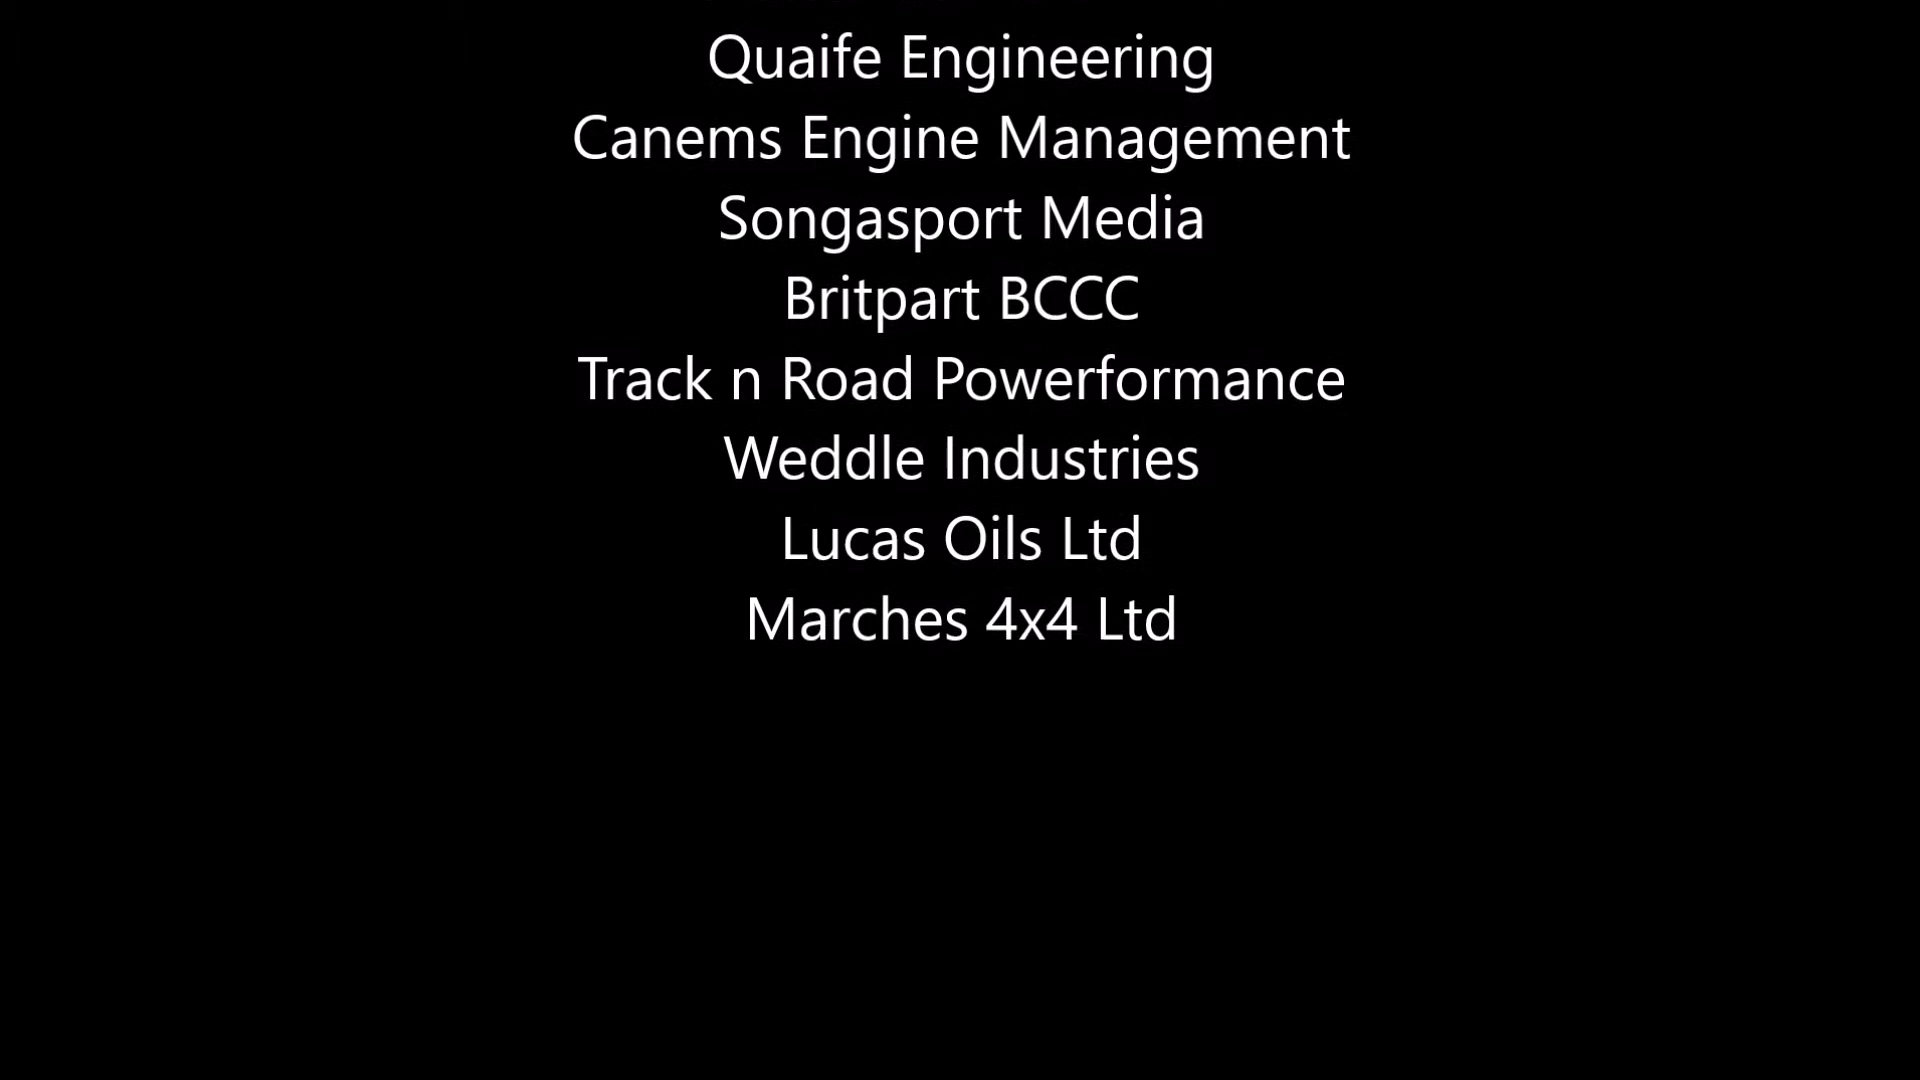 Quaife Engineering
Canems Engine Management
Songasport Media
Britpart BCCC
Track n Road Powerformance
Weddle Industries
Lucas Oils Ltd
Marches 4x4 Ltd